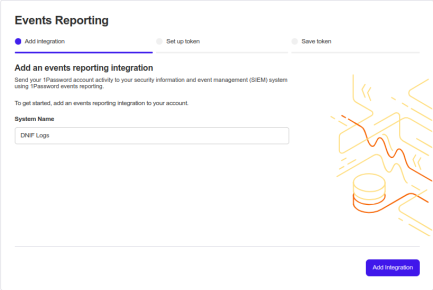 Events Reporting
Add integration
Set up token
Save token
Add an events reporting integration
Send your 1Password account activity to your security information and event management (SIEM) system
using 1Password events reporting.
To get started, add an events reporting integration to your account.
System Name
DNIF Logs
Add Integration